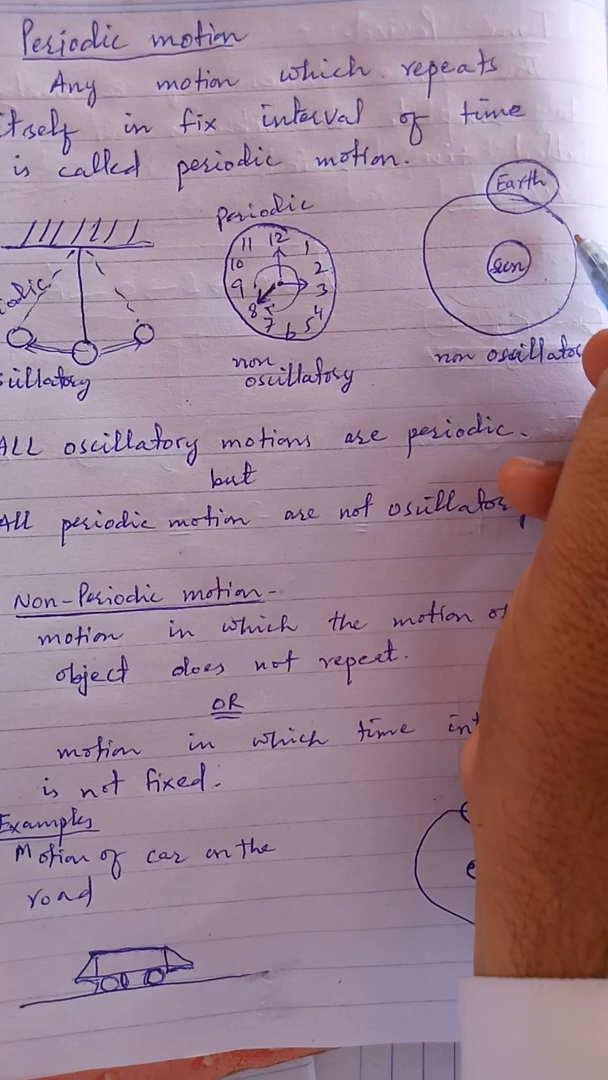 Periodic motion
Any motion which repeats
itself in fix interval of time
is called periodic motion.
Periodic
Earth
sun
11 12 1
10 2
9 3
8 4
7 6 5
non
oscillatory
non oscillato
cillatory
ALL oscillatory motions are periodic.
but
All periodic motion are not oscillator
Non-Periodic motion-
motion in which the motion of
object does not repeat.
OR
motion in which time int
is not fixed.
Examples
Motion of car on the
road